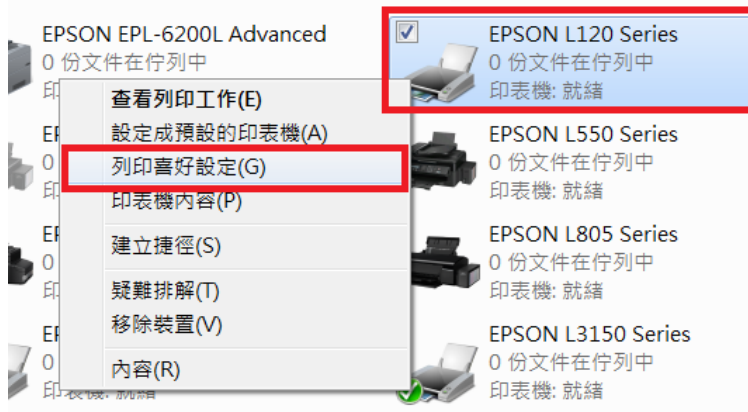 EPSON EPL-6200L Advanced
0 份文件在佇列中
印
查看列印工作(E)
設定成預設的印表機(A)
列印喜好設定(G)
印表機內容(P)
建立捷徑(S)
疑難排解(T)
移除裝置(V)
內容(R)
0
印
0
印
0
EPSON L120 Series
0 份文件在佇列中
印表機: 就緒
EPSON L550 Series
0 份文件在佇列中
印表機: 就緒
EPSON L805 Series
0 份文件在佇列中
印表機: 就緒
EPSON L3150 Series
0 份文件在佇列中
印表機: 就緒